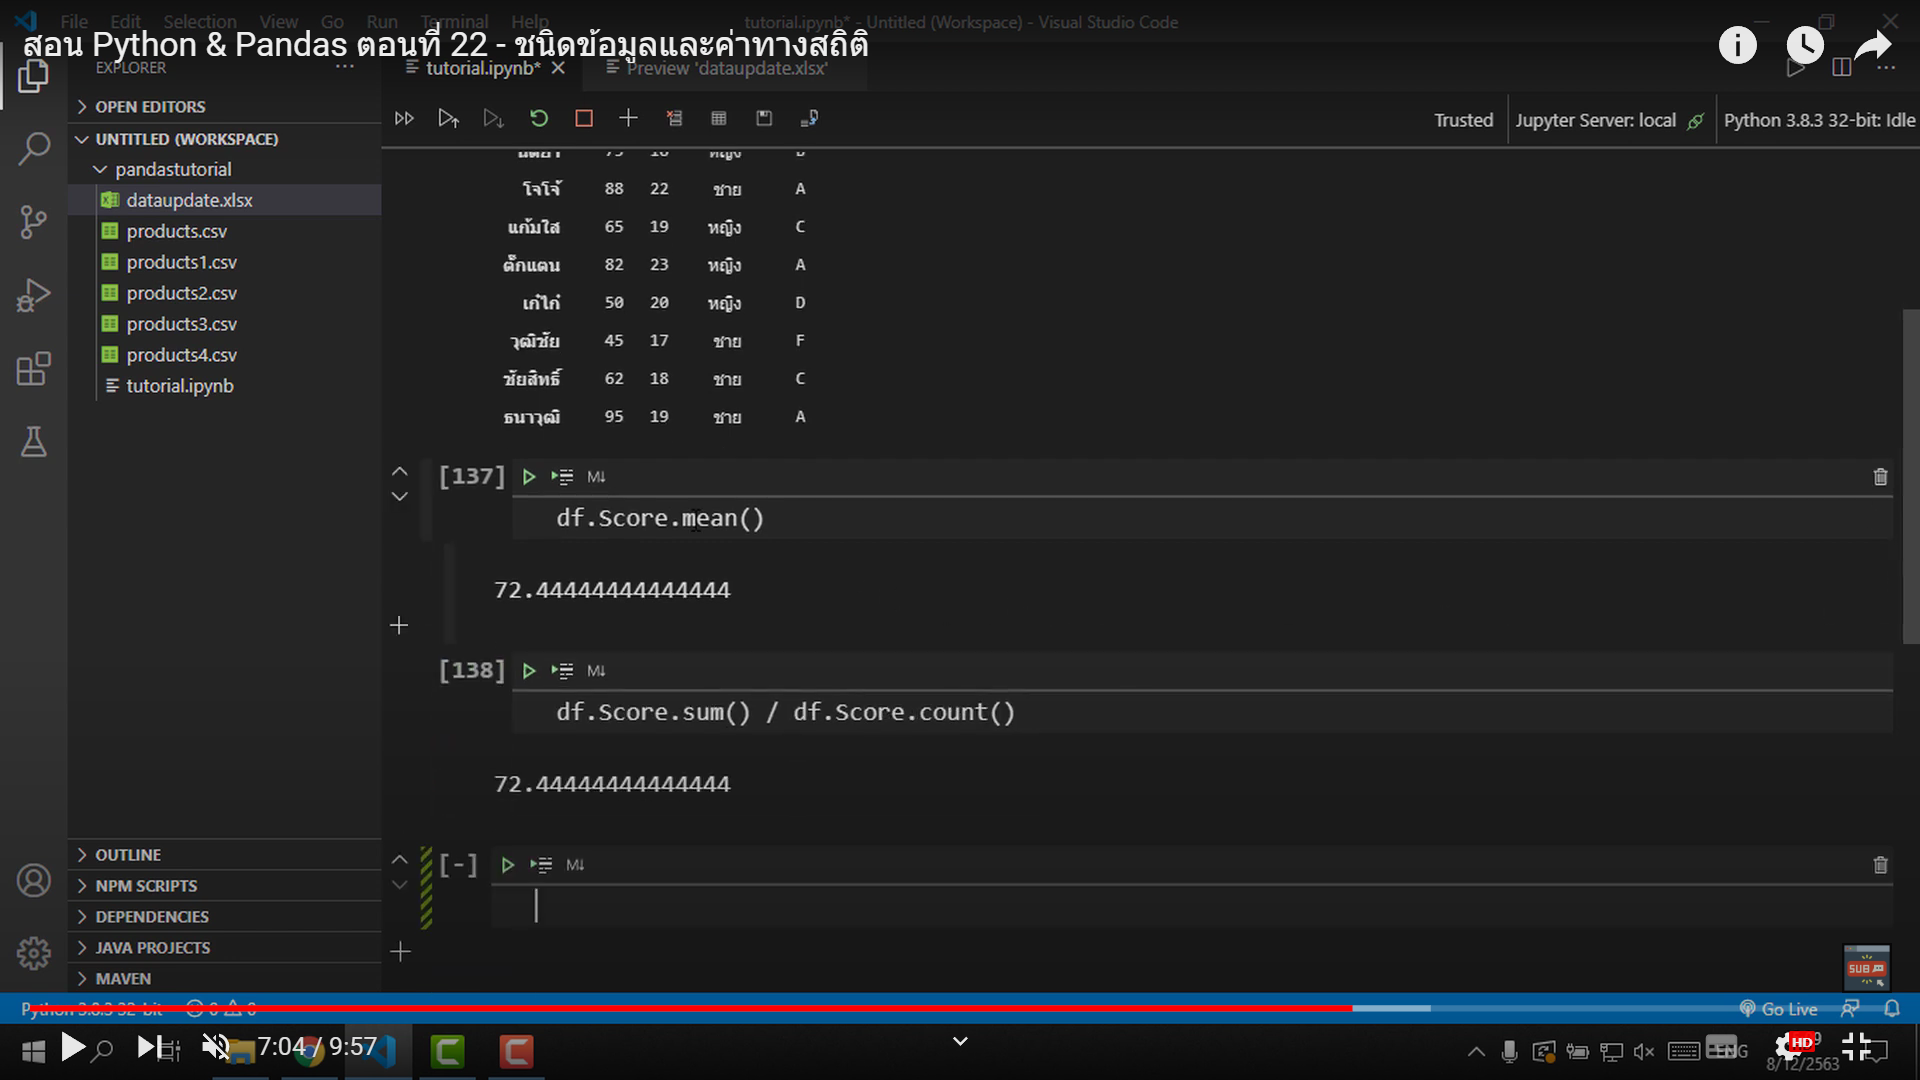 File Edit Selection View Go Run Terminal Help
tutorial.ipynb* - Untitled (Workspace) - Visual Studio Code
สอน Python & Pandas ตอนที่ 22 - ชนิดข้อมูลและค่าทางสถิติ
EXPLORER
tutorial.ipynb*
Preview 'dataupdate.xlsx'
OPEN EDITORS
UNTITLED (WORKSPACE)
pandastutorial
dataupdate.xlsx
products.csv
products1.csv
products2.csv
products3.csv
products4.csv
tutorial.ipynb
Trusted
Jupyter Server: local
Python 3.8.3 32-bit: Idle
โจโจ้ 88 22 ชาย A
แก้มใส 65 19 หญิง C
ตั๊กแตน 82 23 หญิง A
เก๋ไก๋ 50 20 หญิง D
วุฒิชัย 45 17 ชาย F
ชัยสิทธิ์ 62 18 ชาย C
ธนาวุฒิ 95 19 ชาย A
[137]
M↓
df.Score.mean()
72.44444444444444
[138]
M↓
df.Score.sum() / df.Score.count()
72.44444444444444
[-]
M↓
OUTLINE
NPM SCRIPTS
DEPENDENCIES
JAVA PROJECTS
MAVEN
SUB
Python 3.8.3 32-bit
0 0
Go Live
7:04 / 9:57
ENG
HD
8/12/2563